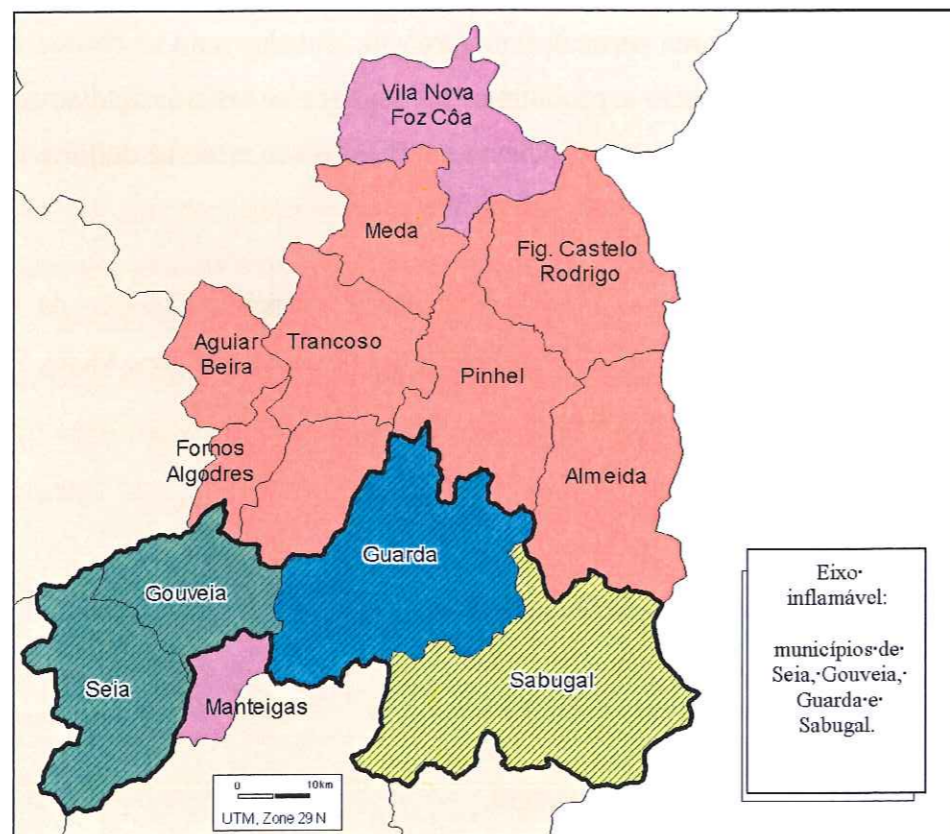 Vila Nova
Foz Côa
Meda
Fig. Castelo
Rodrigo
Aguiar
Beira
Trancoso
Pinhel
Fornos
Algodres
Almeida
Guarda
Gouveia
Seia
Manteigas
Sabugal
Eixo·
inflamável:
municípios·de·
Seia,·Gouveia,·
Guarda·e·
Sabugal.
0 10km
UTM, Zone 29 N